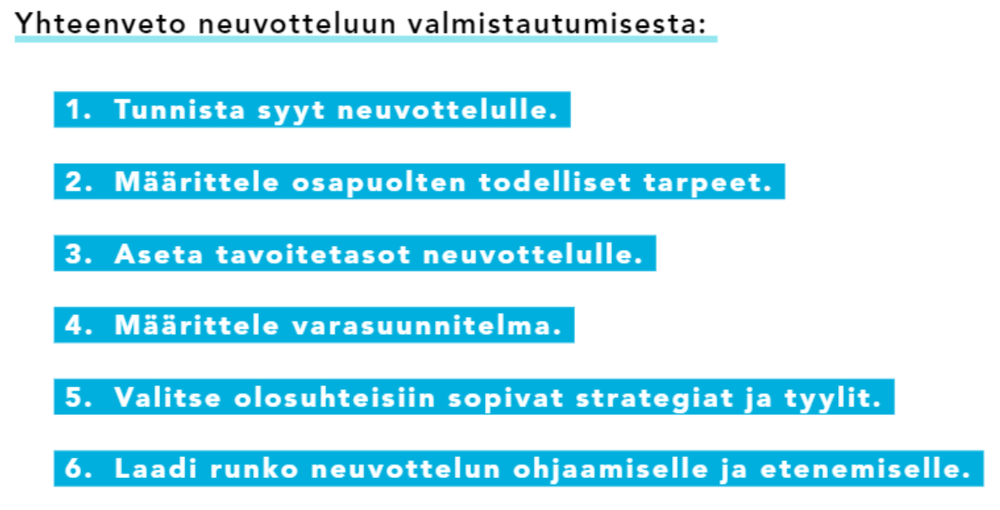 Yhteenveto neuvotteluun valmistautumisesta:
1. Tunnista syyt neuvottelulle.
2. Määrittele osapuolten todelliset tarpeet.
3. Aseta tavoitetasot neuvottelulle.
4. Määrittele varasuunnitelma.
5. Valitse olosuhteisiin sopivat strategiat ja tyylit.
6. Laadi runko neuvottelun ohjaamiselle ja etenemiselle.